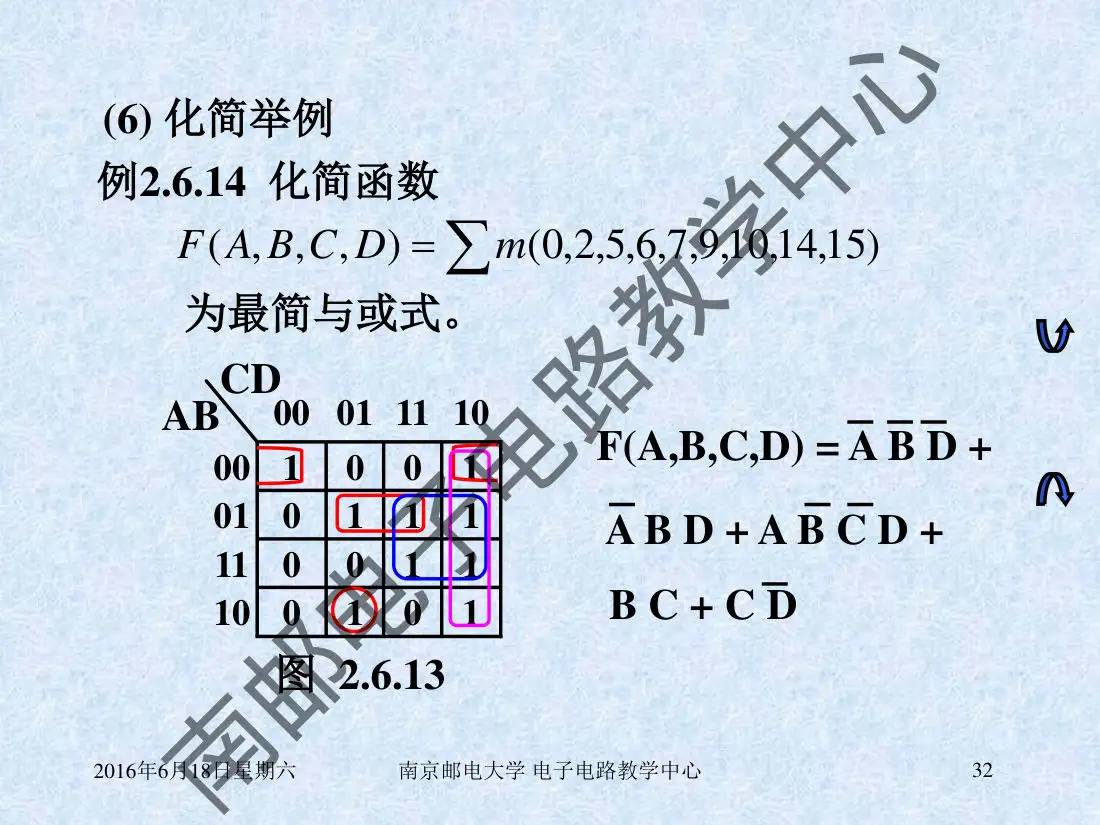 (6) 化简举例
例2.6.14 化简函数
F(A,B,C,D) = ∑m(0,2,5,6,7,9,10,14,15)
为最简与或式。
CD
AB 00 01 11 10
00 1 0 0 1
01 0 1 1 1
11 0 0 1 1
10 0 1 0 1
图 2.6.13
F(A,B,C,D) = A̅ B̅ D̅ +
A̅ B D + A B̅ C̅ D +
B C + C D̅
南邮电子电路教学中心
2016年6月18日星期六 南京邮电大学 电子电路教学中心 32